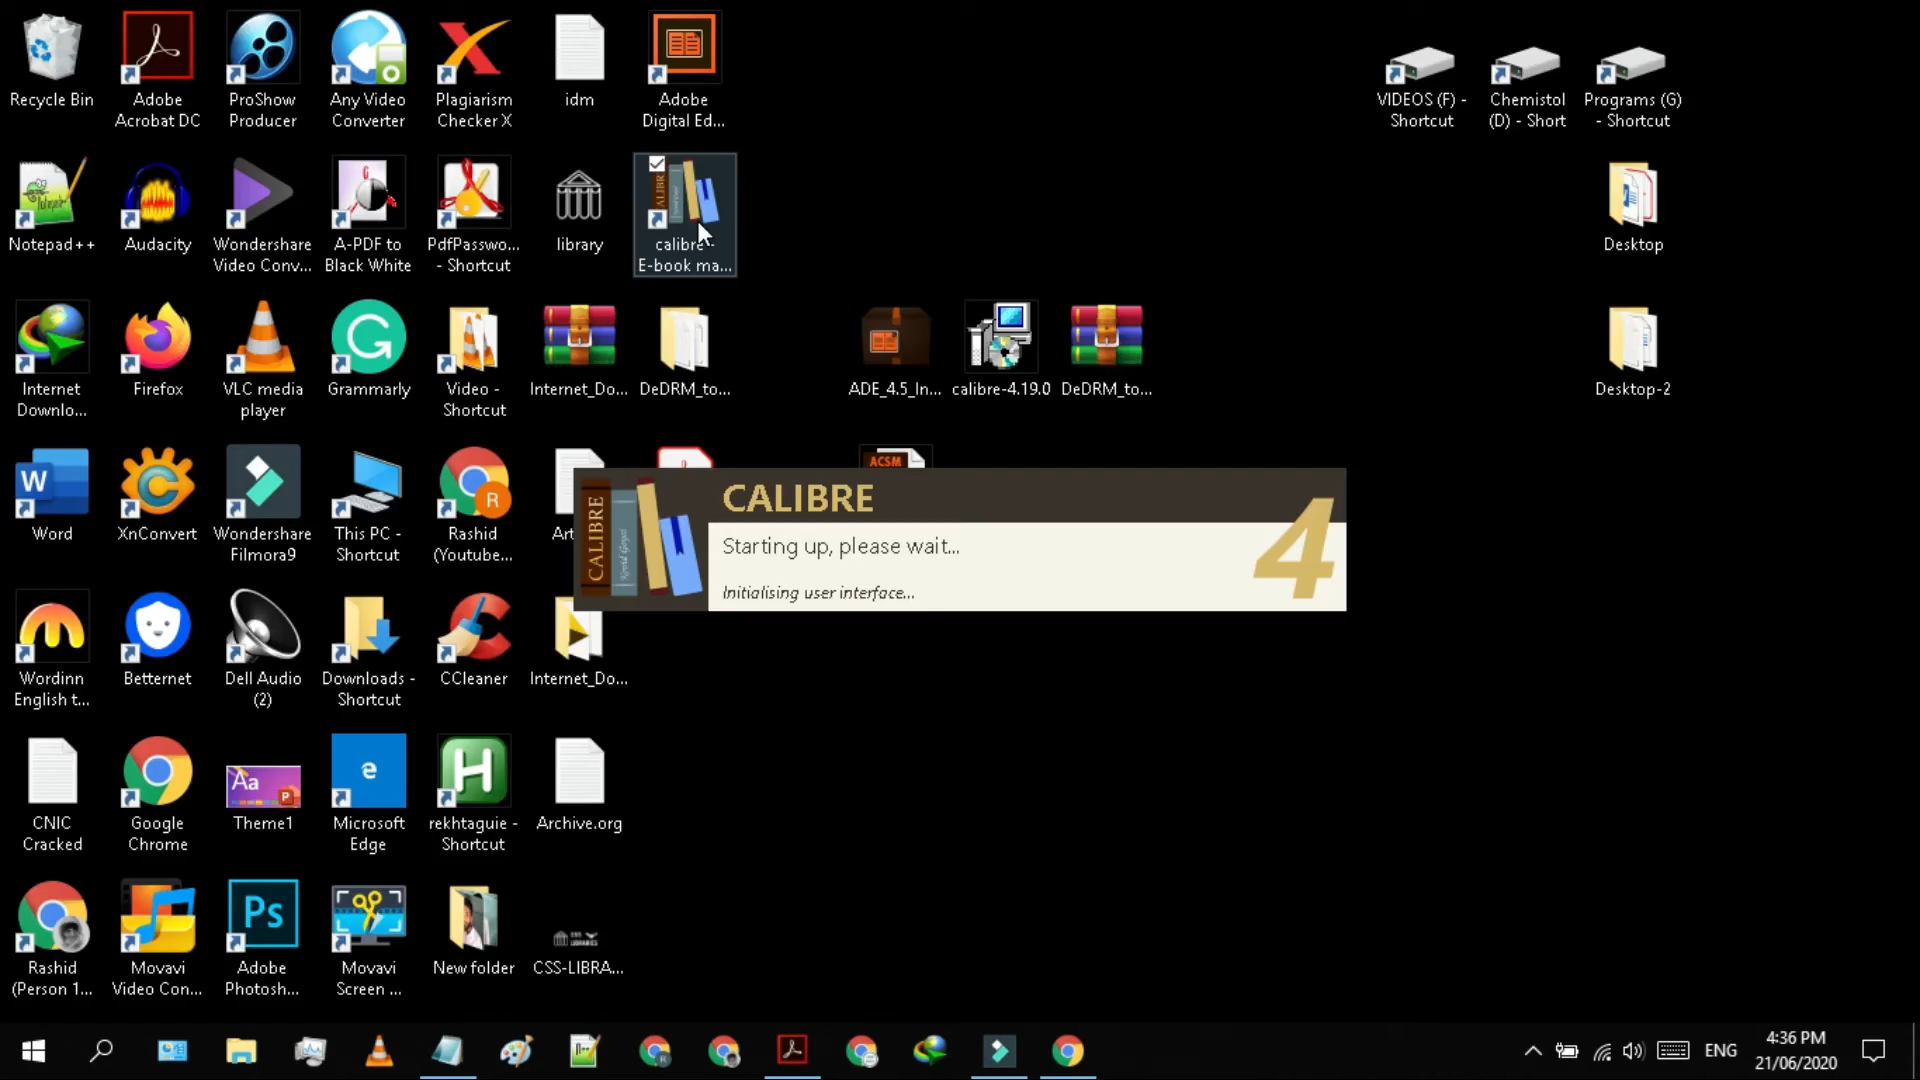 Recycle Bin
Adobe
Acrobat DC
ProShow
Producer
Any Video
Converter
Plagiarism
Checker X
idm
Adobe
Digital Ed...
VIDEOS (F) -
Shortcut
Chemistol
(D) - Short
Programs (G)
- Shortcut
Notepad++
Audacity
Wondershare
Video Conv...
A-PDF to
Black White
PdfPasswo...
- Shortcut
library
calibre -
E-book ma...
Desktop
Internet
Downlo...
Firefox
VLC media
player
Grammarly
Video -
Shortcut
Internet_Do...
DeDRM_to...
ADE_4.5_In...
calibre-4.19.0
DeDRM_to...
Desktop-2
ACSM
Word
XnConvert
Wondershare
Filmora9
This PC -
Shortcut
Rashid
(Youtube...
Art
CALIBRE
CALIBRE
Starting up, please wait...
Initialising user interface...
4
Wordinn
English t...
Betternet
Dell Audio
(2)
Downloads -
Shortcut
CCleaner
Internet_Do...
CNIC
Cracked
Google
Chrome
Theme1
Microsoft
Edge
rekhtaguie -
Shortcut
Archive.org
Rashid
(Person 1...
Movavi
Video Con...
Adobe
Photosh...
Movavi
Screen ...
New folder
CSS-LIBRA...
ENG
4:36 PM
21/06/2020